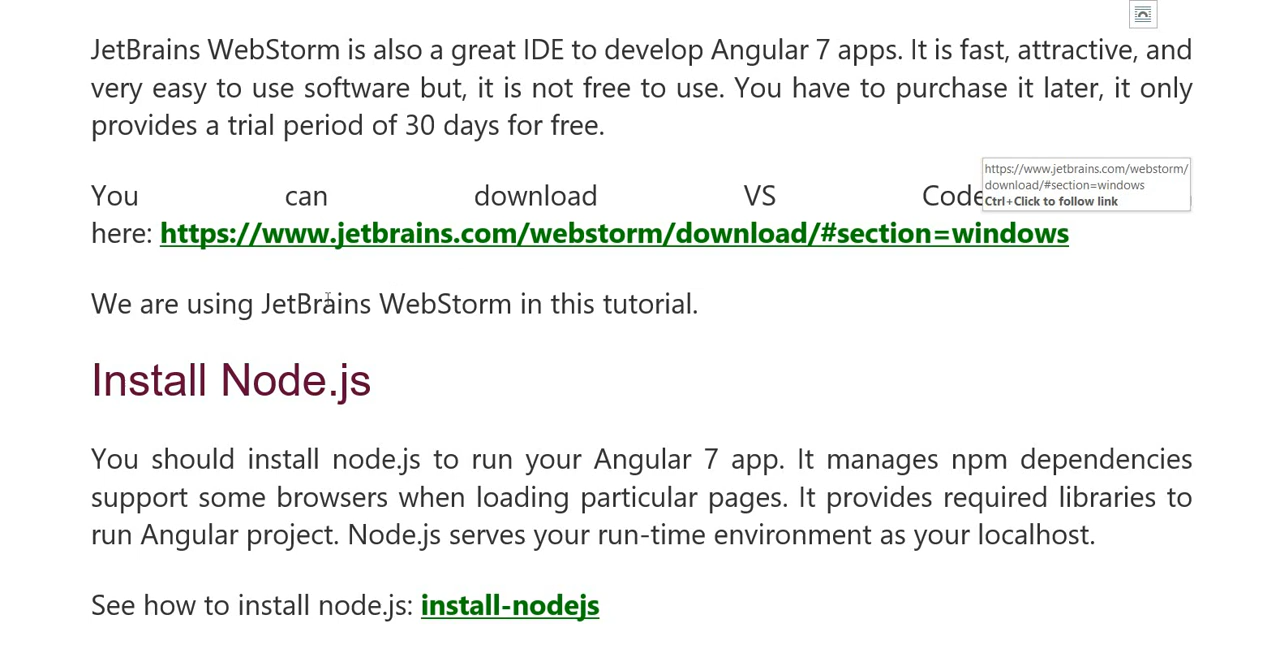 JetBrains WebStorm is also a great IDE to develop Angular 7 apps. It is fast, attractive, and
very easy to use software but, it is not free to use. You have to purchase it later, it only
provides a trial period of 30 days for free.
https://www.jetbrains.com/webstorm/
download/#section=windows
Ctrl+Click to follow link
You can download VS Code
here: https://www.jetbrains.com/webstorm/download/#section=windows
We are using JetBrains WebStorm in this tutorial.
Install Node.js
You should install node.js to run your Angular 7 app. It manages npm dependencies
support some browsers when loading particular pages. It provides required libraries to
run Angular project. Node.js serves your run-time environment as your localhost.
See how to install node.js: install-nodejs